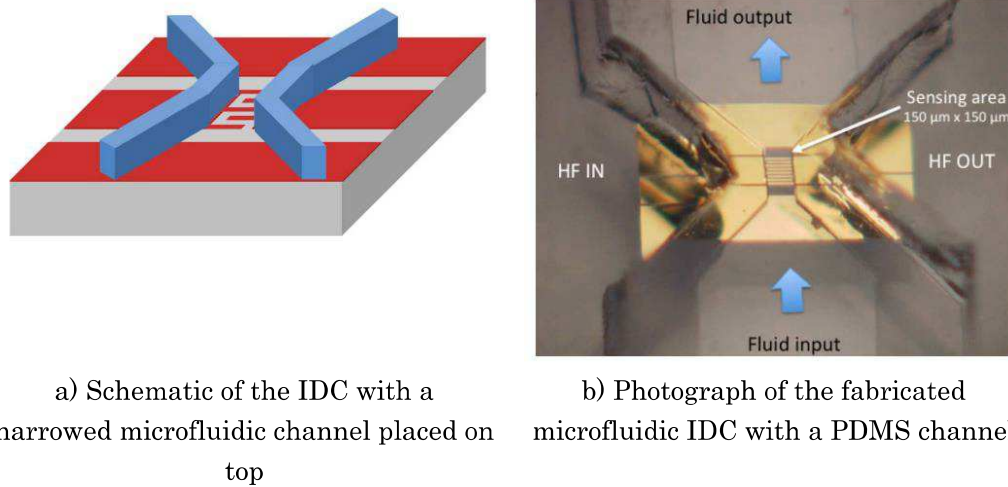 Fluid output
Sensing area
150 µm x 150 µm
HF IN
HF OUT
Fluid input
a) Schematic of the IDC with a
narrowed microfluidic channel placed on
top
b) Photograph of the fabricated
microfluidic IDC with a PDMS channel